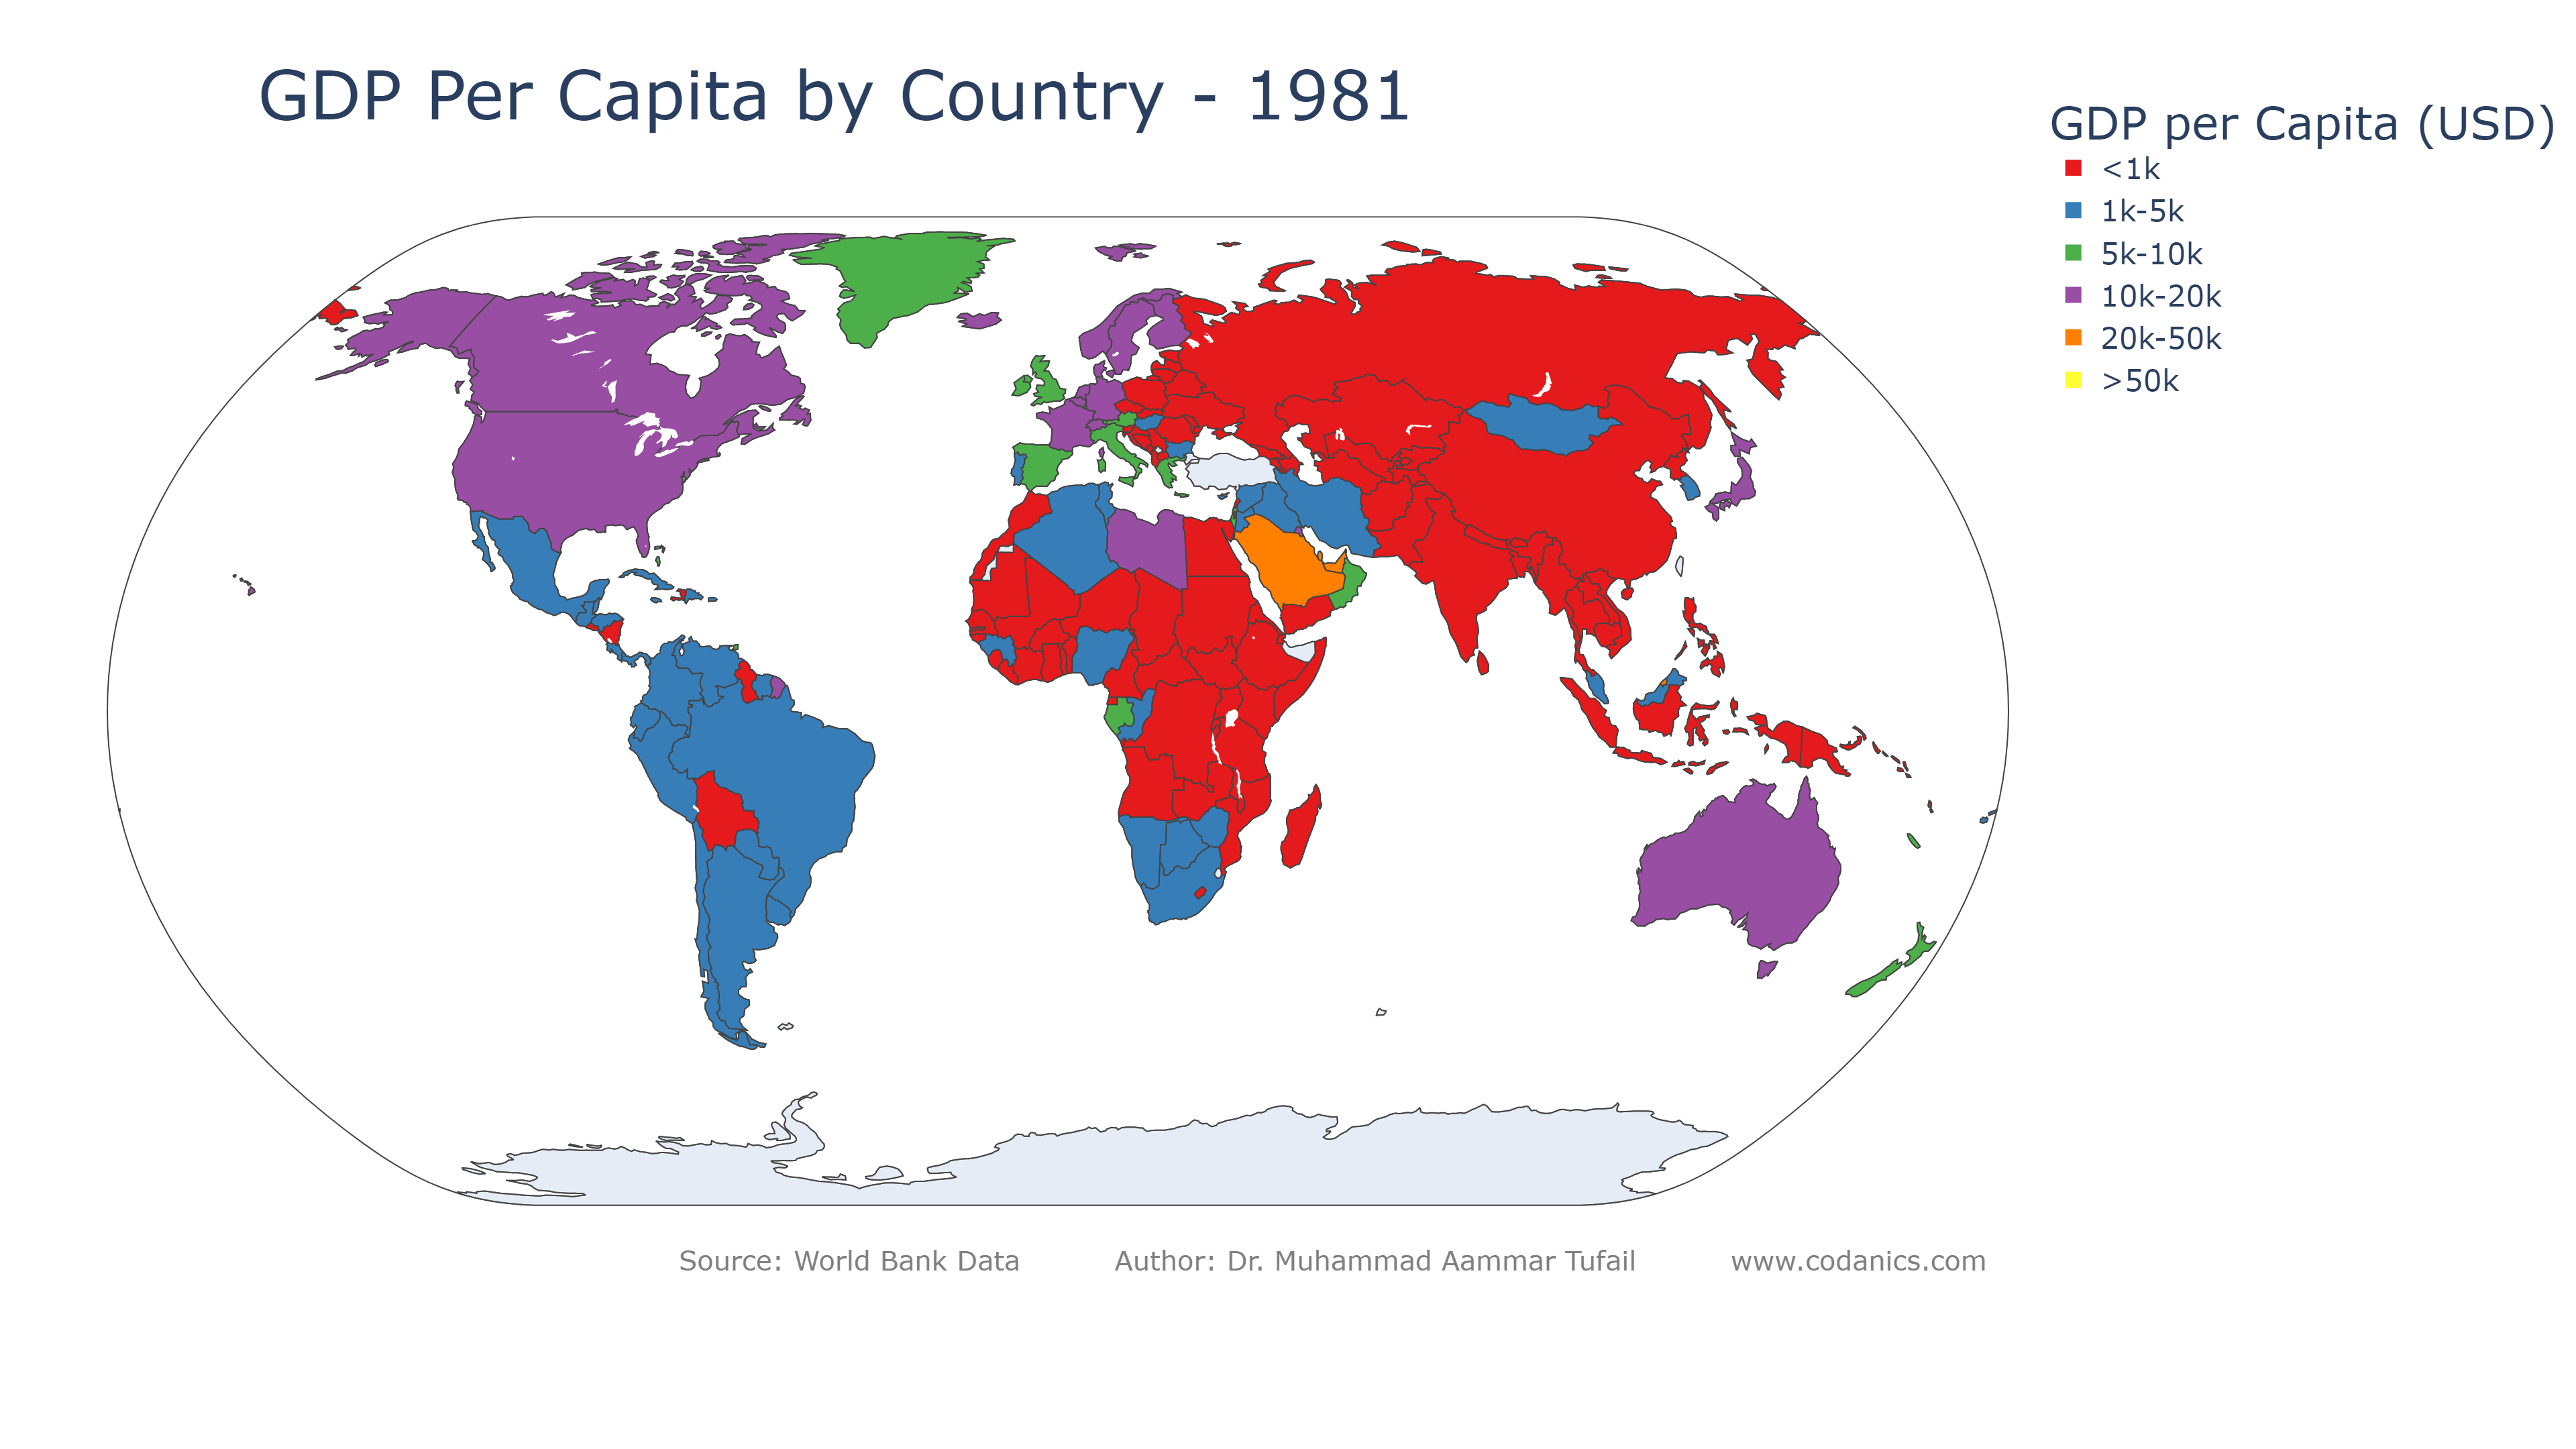 GDP Per Capita by Country - 1981
GDP per Capita (USD)
<1k
1k-5k
5k-10k
10k-20k
20k-50k
>50k
Source: World Bank Data Author: Dr. Muhammad Aammar Tufail www.codanics.com